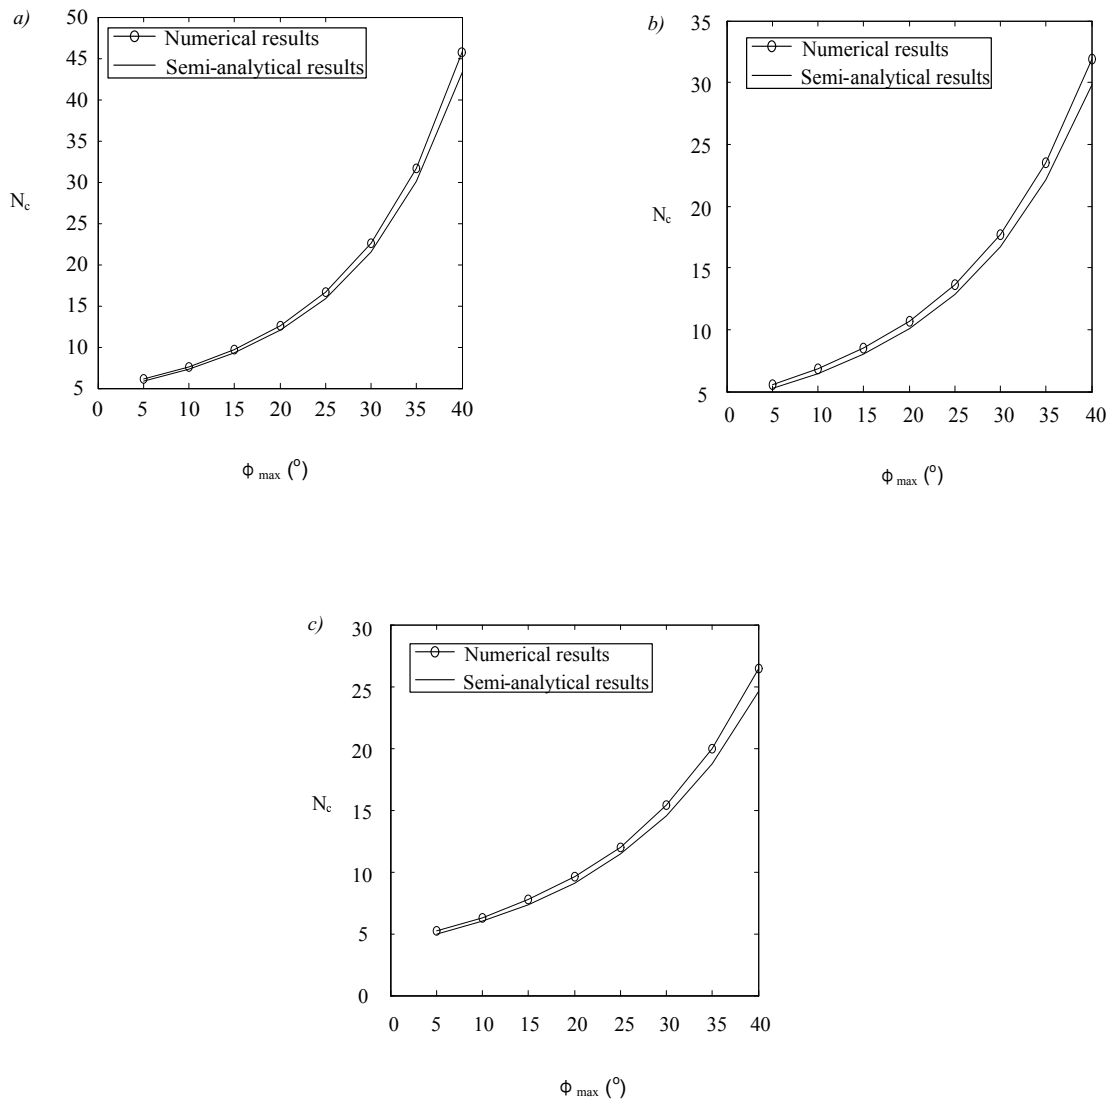 a)
50
45
40
35
30
25
20
15
10
5
N_c
Numerical results
Semi-analytical results
0 5 10 15 20 25 30 35 40
ϕ max (°)
b)
35
30
25
20
15
10
5
N_c
Numerical results
Semi-analytical results
0 5 10 15 20 25 30 35 40
ϕ max (°)
c)
30
25
20
15
10
5
0
N_c
Numerical results
Semi-analytical results
0 5 10 15 20 25 30 35 40
ϕ max (°)